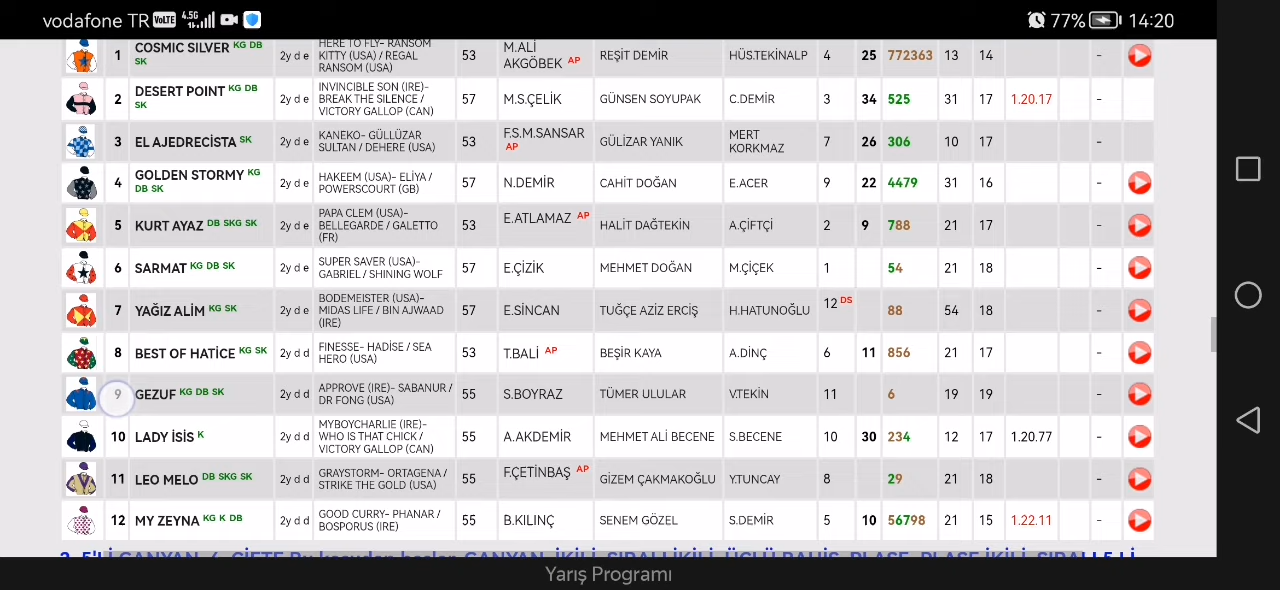 vodafone TR VoLTE 4.5G 77% 14:20
1 COSMIC SILVER KG DB SK 2y d e HERE TO FLY- RANSOM KITTY (USA) / REGAL RANSOM (USA) 53 M.ALİ AKGÖBEK AP REŞİT DEMİR HÜS.TEKİNALP 4 25 772363 13 14 -
2 DESERT POINT KG DB SK 2y d e INVINCIBLE SON (IRE)- BREAK THE SILENCE / VICTORY GALLOP (CAN) 57 M.S.ÇELİK GÜNSEN SOYUPAK C.DEMİR 3 34 525 31 17 1.20.17 -
3 EL AJEDRECİSTA SK 2y d e KANEKO- GÜLLÜZAR SULTAN / DEHERE (USA) 53 F.S.M.SANSAR AP GÜLİZAR YANIK MERT KORKMAZ 7 26 306 10 17 -
4 GOLDEN STORMY KG DB SK 2y d e HAKEEM (USA)- ELİYA / POWERSCOURT (GB) 57 N.DEMİR CAHİT DOĞAN E.ACER 9 22 4479 31 16 -
5 KURT AYAZ DB SKG SK 2y d e PAPA CLEM (USA)- BELLEGARDE / GALETTO (FR) 53 E.ATLAMAZ AP HALİT DAĞTEKİN A.ÇİFTÇİ 2 9 788 21 17 -
6 SARMAT KG DB SK 2y d e SUPER SAVER (USA)- GABRIEL / SHINING WOLF 57 E.ÇİZİK MEHMET DOĞAN M.ÇİÇEK 1 54 21 18 -
7 YAĞIZ ALİM KG SK 2y d e BODEMEISTER (USA)- MIDAS LIFE / BIN AJWAAD (IRE) 57 E.SİNCAN TUĞÇE AZİZ ERCİŞ H.HATUNOĞLU 12 DS 88 54 18 -
8 BEST OF HATİCE KG SK 2y d d FINESSE- HADİSE / SEA HERO (USA) 53 T.BALİ AP BEŞİR KAYA A.DİNÇ 6 11 856 21 17 -
9 GEZUF KG DB SK 2y d d APPROVE (IRE)- SABANUR / DR FONG (USA) 55 S.BOYRAZ TÜMER ULULAR V.TEKİN 11 6 19 19 -
10 LADY İSİS K 2y d d MYBOYCHARLIE (IRE)- WHO IS THAT CHICK / VICTORY GALLOP (CAN) 55 A.AKDEMİR MEHMET ALİ BECENE S.BECENE 10 30 234 12 17 1.20.77 -
11 LEO MELO DB SKG SK 2y d d GRAYSTORM- ORTAGENA / STRIKE THE GOLD (USA) 55 F.ÇETİNBAŞ AP GİZEM ÇAKMAKOĞLU Y.TUNCAY 8 29 21 18 -
12 MY ZEYNA KG K DB 2y d d GOOD CURRY- PHANAR / BOSPORUS (IRE) 55 B.KILINÇ SENEM GÖZEL S.DEMİR 5 10 56798 21 15 1.22.11 -
Yarış Programı